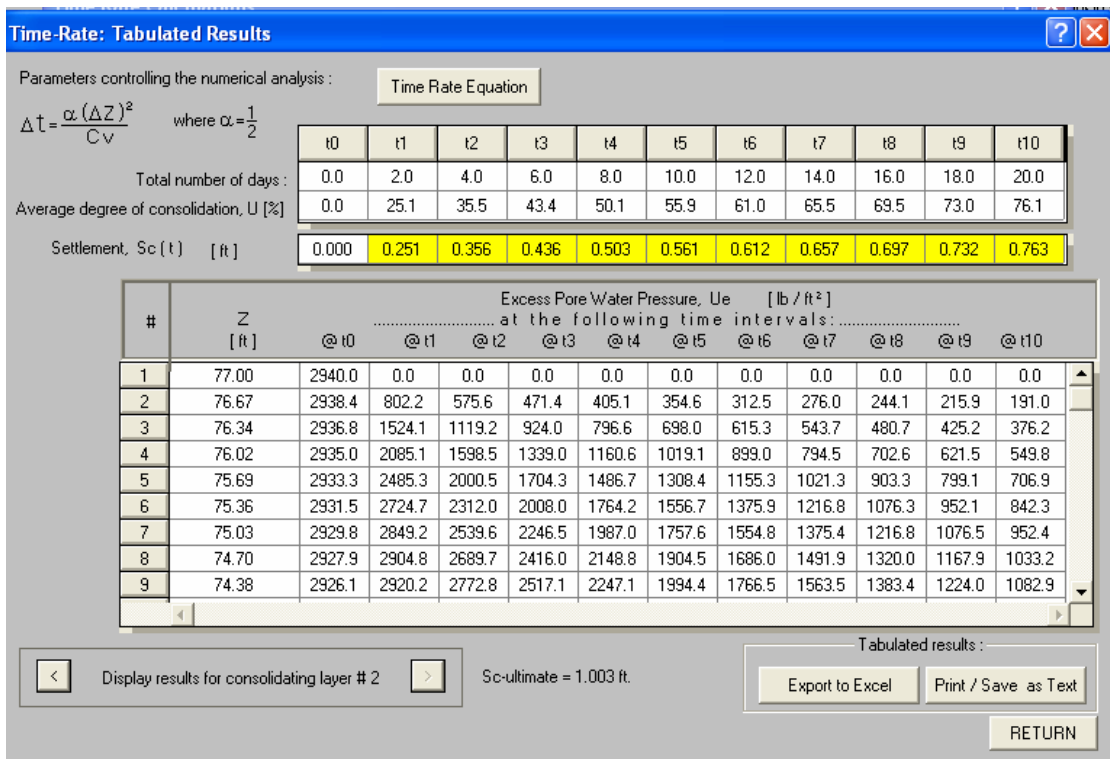 Time-Rate: Tabulated Results
Parameters controlling the numerical analysis :
Time Rate Equation
Δt = α (ΔZ)² / Cv where α = 1/2
t0 t1 t2 t3 t4 t5 t6 t7 t8 t9 t10
Total number of days : 0.0 2.0 4.0 6.0 8.0 10.0 12.0 14.0 16.0 18.0 20.0
Average degree of consolidation, U [%] 0.0 25.1 35.5 43.4 50.1 55.9 61.0 65.5 69.5 73.0 76.1
Settlement, Sc ( t ) [ ft ] 0.000 0.251 0.356 0.436 0.503 0.561 0.612 0.657 0.697 0.732 0.763
Excess Pore Water Pressure, Ue [ lb / ft² ]
# Z ........................... at the following time intervals: ...........................
[ ft ] @ t0 @ t1 @ t2 @ t3 @ t4 @ t5 @ t6 @ t7 @ t8 @ t9 @ t10
1 77.00 2940.0 0.0 0.0 0.0 0.0 0.0 0.0 0.0 0.0 0.0 0.0
2 76.67 2938.4 802.2 575.6 471.4 405.1 354.6 312.5 276.0 244.1 215.9 191.0
3 76.34 2936.8 1524.1 1119.2 924.0 796.6 698.0 615.3 543.7 480.7 425.2 376.2
4 76.02 2935.0 2085.1 1598.5 1339.0 1160.6 1019.1 899.0 794.5 702.6 621.5 549.8
5 75.69 2933.3 2485.3 2000.5 1704.3 1486.7 1308.4 1155.3 1021.3 903.3 799.1 706.9
6 75.36 2931.5 2724.7 2312.0 2008.0 1764.2 1556.7 1375.9 1216.8 1076.3 952.1 842.3
7 75.03 2929.8 2849.2 2539.6 2246.5 1987.0 1757.6 1554.8 1375.4 1216.8 1076.5 952.4
8 74.70 2927.9 2904.8 2689.7 2416.0 2148.8 1904.5 1686.0 1491.9 1320.0 1167.9 1033.2
9 74.38 2926.1 2920.2 2772.8 2517.1 2247.1 1994.4 1766.5 1563.5 1383.4 1224.0 1082.9
Tabulated results :
< Display results for consolidating layer # 2 > Sc-ultimate = 1.003 ft. Export to Excel Print / Save as Text
RETURN